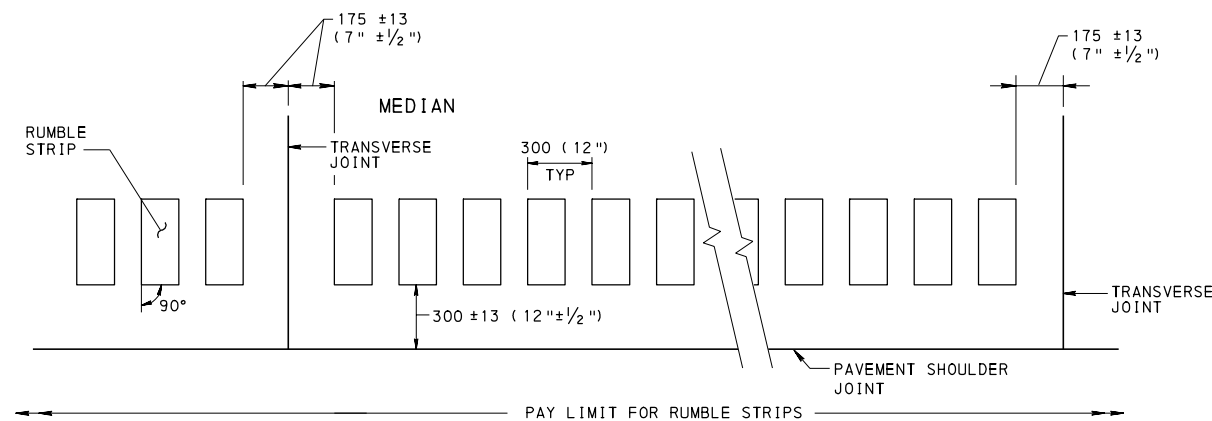 175 ±13
(7" ±1/2")
175 ±13
(7" ±1/2")
MEDIAN
RUMBLE
STRIP
TRANSVERSE
JOINT
300 (12")
TYP
90°
300 ±13 (12"±1/2")
TRANSVERSE
JOINT
PAVEMENT SHOULDER
JOINT
PAY LIMIT FOR RUMBLE STRIPS